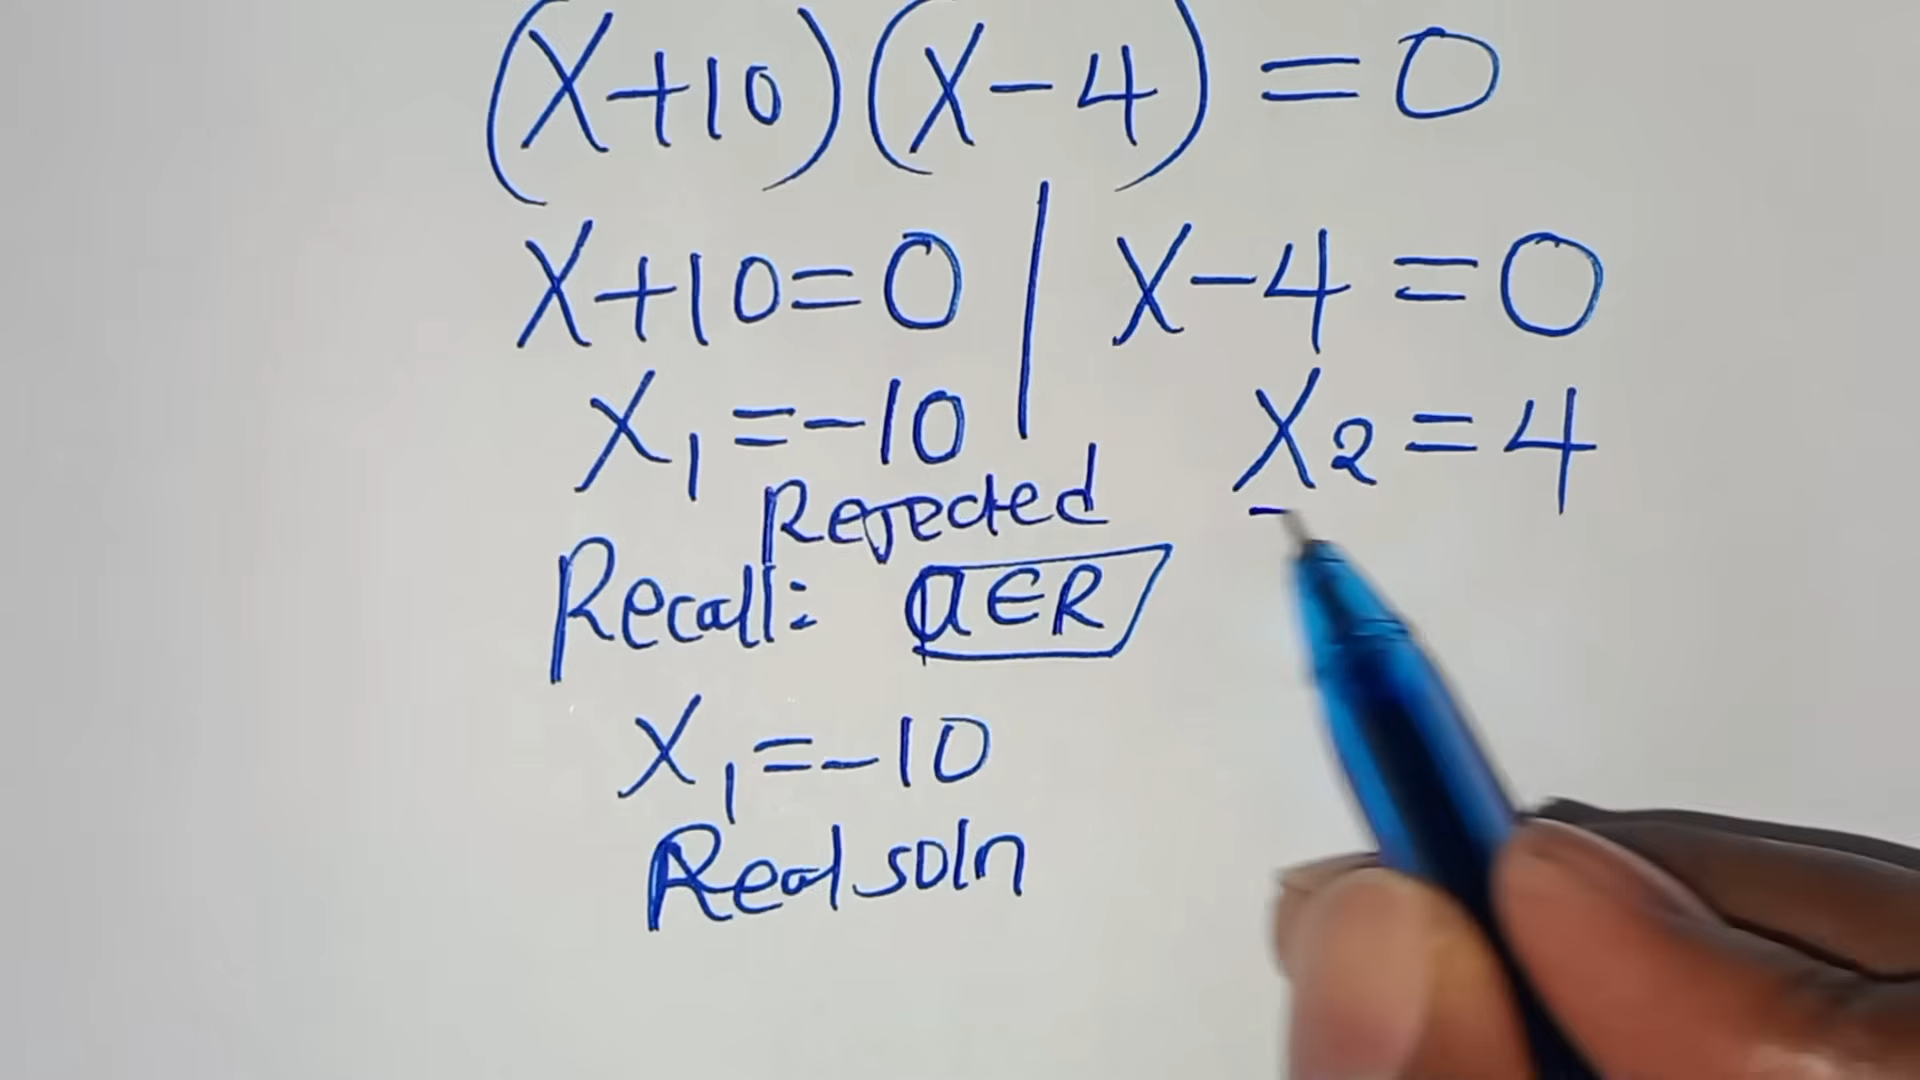 (X+10)(X-4)=0
X+10=0 | X-4=0
X₁=-10 X₂=4
Rejected
Recall: a∈R
X₁=-10
Real soln